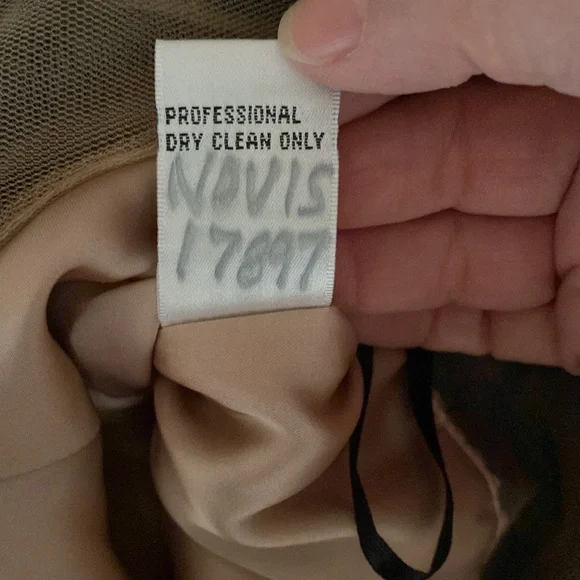 PROFESSIONAL
DRY CLEAN ONLY
NOVIS
17897